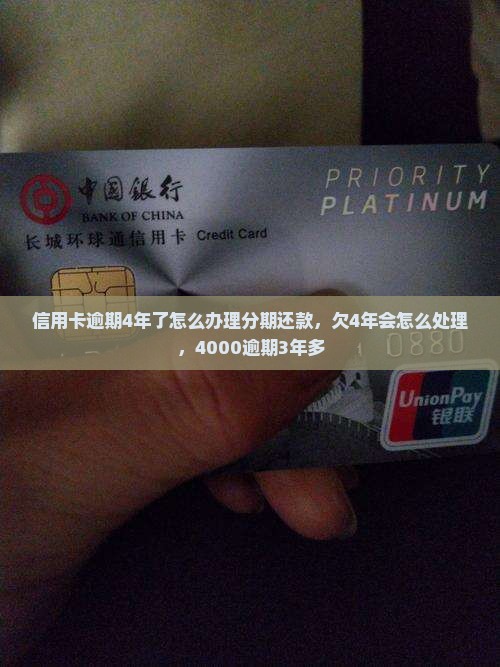 中國銀行
BANK OF CHINA
PRIORITY
PLATINUM
长城环球通信用卡 Credit Card
信用卡逾期4年了怎么办理分期还款，欠4年会怎么处理
，4000逾期3年多
0880
UnionPay
银联